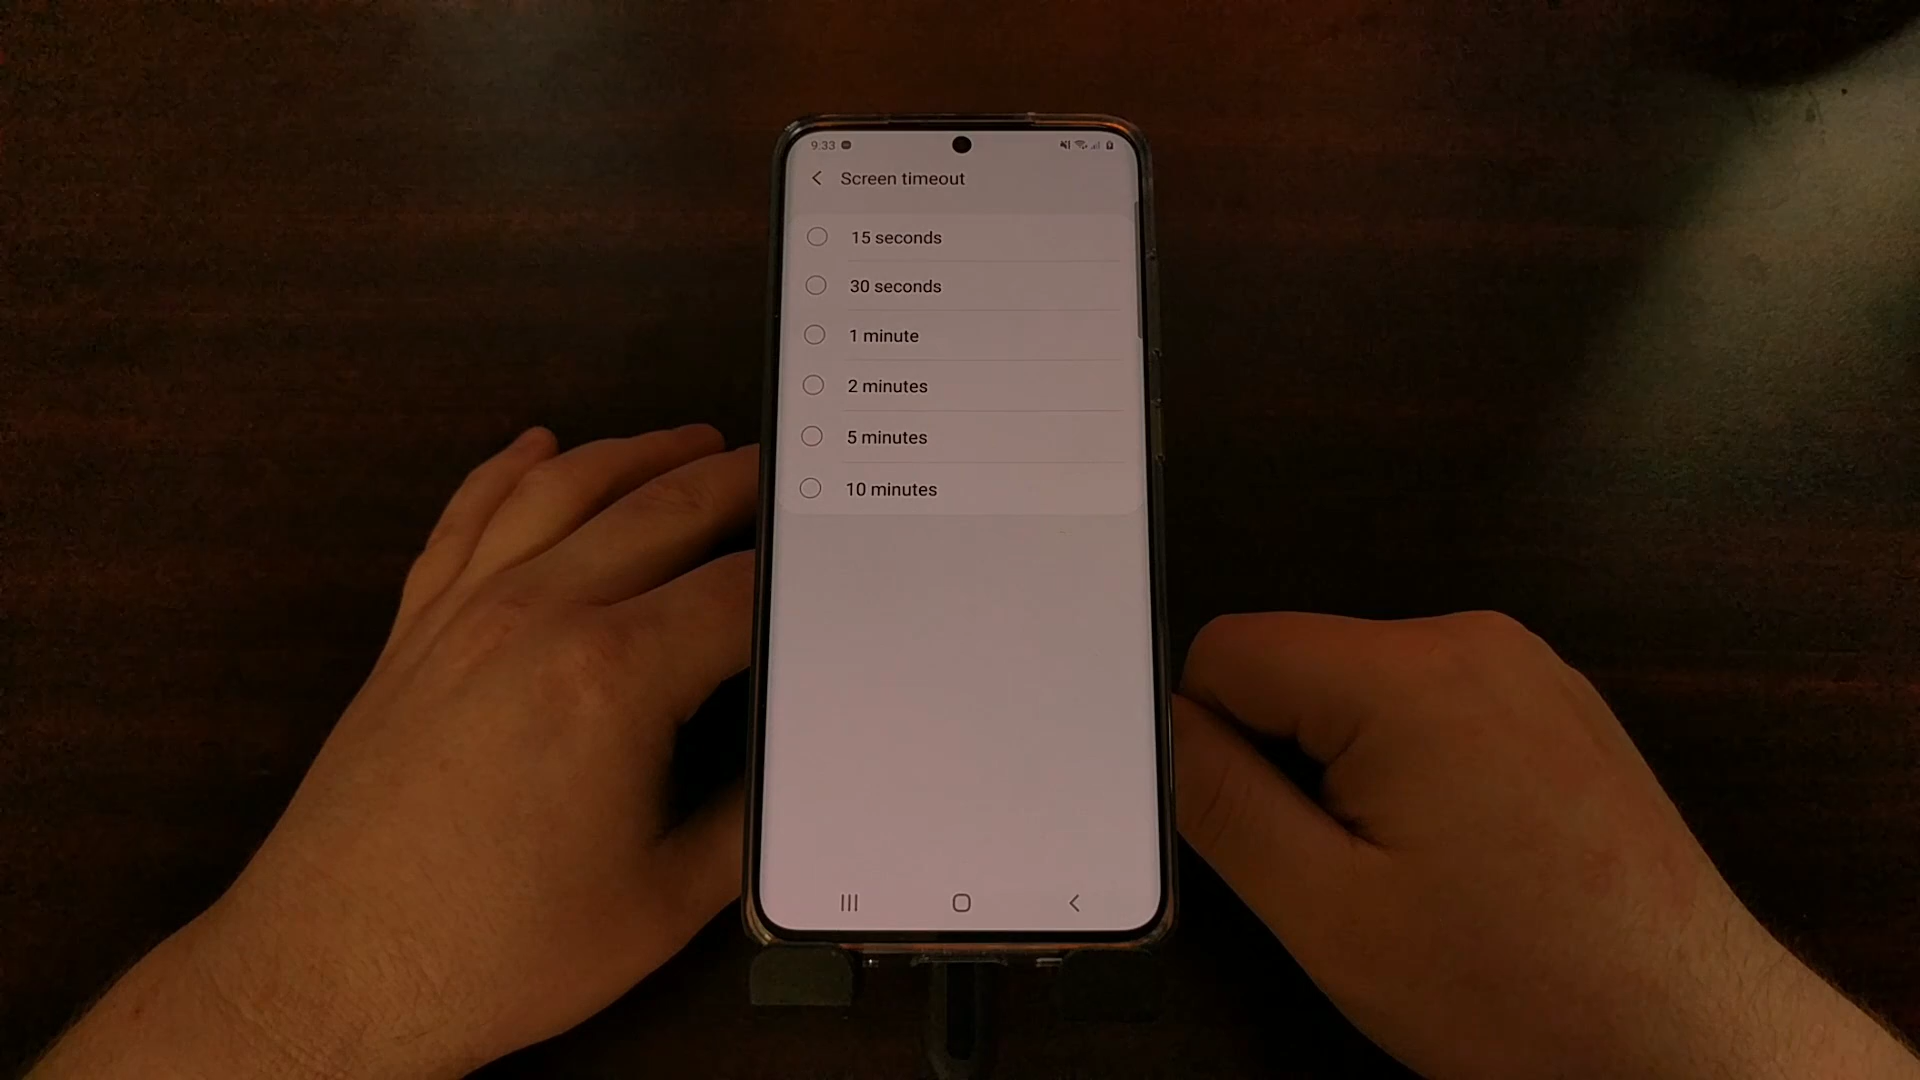 9:33
Screen timeout
15 seconds
30 seconds
1 minute
2 minutes
5 minutes
10 minutes